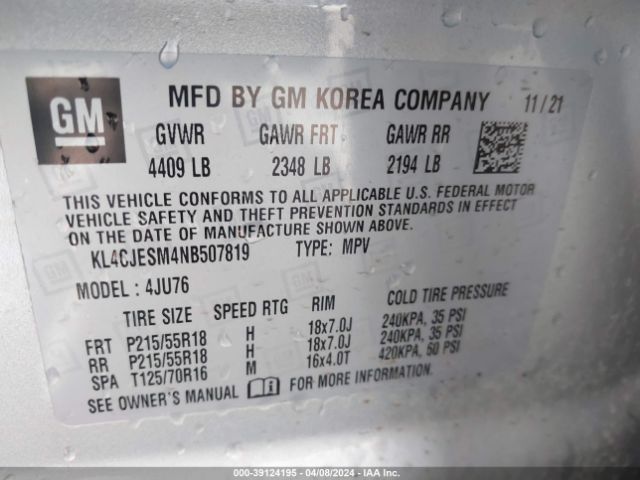 GM
MFD BY GM KOREA COMPANY 11/21
GVWR GAWR FRT GAWR RR
4409 LB 2348 LB 2194 LB
THIS VEHICLE CONFORMS TO ALL APPLICABLE U.S. FEDERAL MOTOR
VEHICLE SAFETY AND THEFT PREVENTION STANDARDS IN EFFECT
ON THE DATE OF MANUFACTURE SHOWN ABOVE.
KL4CJESM4NB507819 TYPE: MPV
MODEL : 4JU76
TIRE SIZE SPEED RTG RIM COLD TIRE PRESSURE
FRT P215/55R18 H 18x7.0J 240KPA, 35 PSI
RR P215/55R18 H 18x7.0J 240KPA, 35 PSI
SPA T125/70R16 M 16x4.0T 420KPA, 60 PSI
SEE OWNER'S MANUAL FOR MORE INFORMATION.
000-39124195 - 04/08/2024 - IAA Inc.